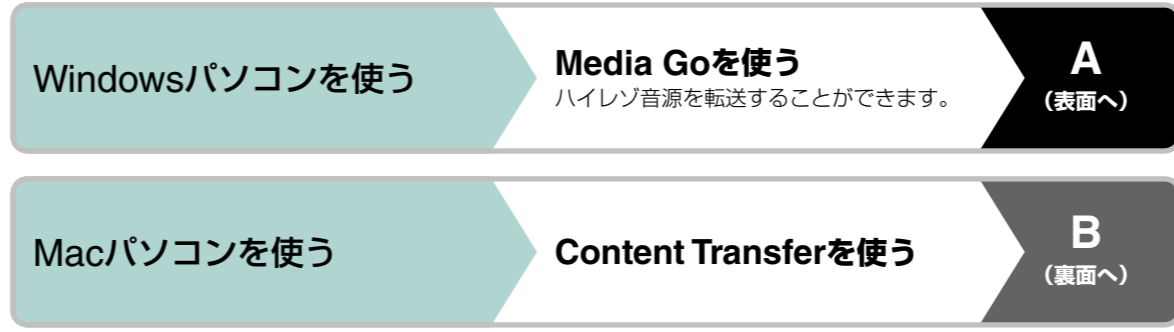 Windowsパソコンを使う
Media Goを使う
ハイレゾ音源を転送することができます。
A
（表面へ）
Macパソコンを使う
Content Transferを使う
B
（裏面へ）